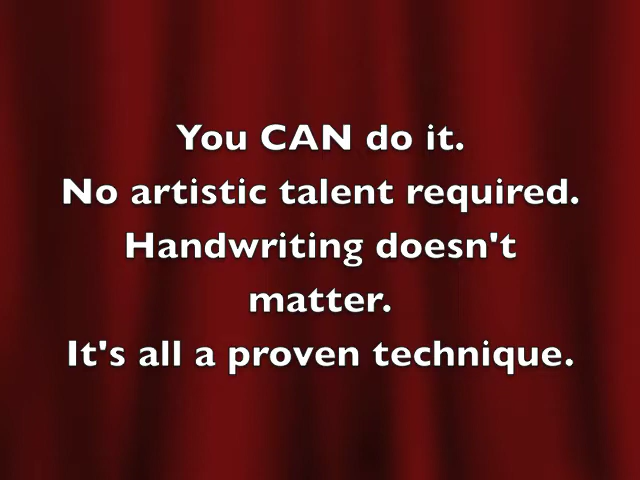 You CAN do it.
No artistic talent required.
Handwriting doesn't
matter.
It's all a proven technique.